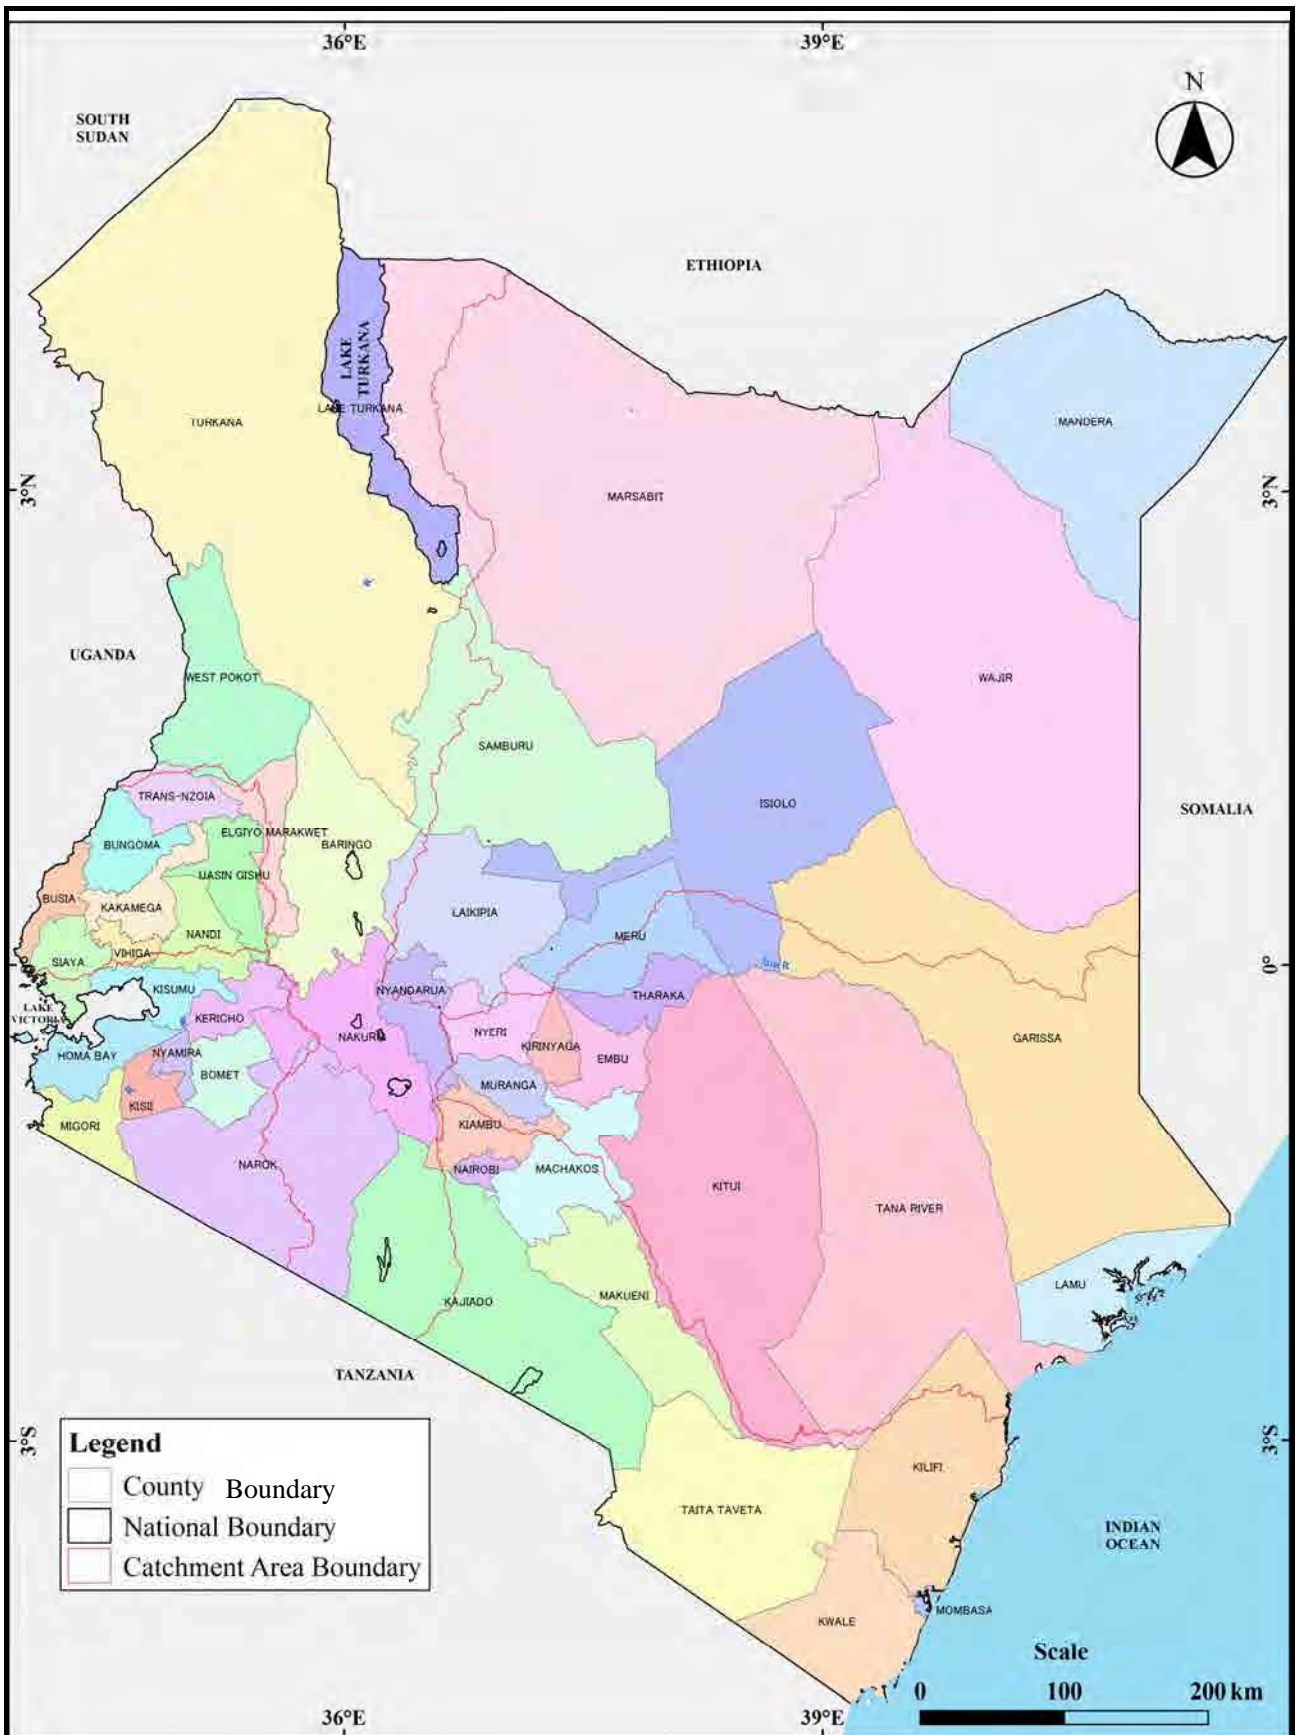 36°E
39°E
N
SOUTH
SUDAN
ETHIOPIA
LAKE
TURKANA
LAKE TURKANA
TURKANA
MANDERA
3°N
3°N
MARSABIT
UGANDA
WEST POKOT
WAJIR
SAMBURU
TRANS-NZOIA
ISIOLO
SOMALIA
ELGIYO MARAKWET
BUNGOMA
BARINGO
UASIN GISHU
BUSIA
KAKAMEGA
LAIKIPIA
NANDI
MERU
VIHIGA
SIAYA
0°
KISUMU
NYANDARUA
THARAKA
LAKE
VICTORIA
KERICHO
NYERI
NAKURU
GARISSA
KIRINYAGA
HOMA BAY
NYAMIRA
EMBU
BOMET
MURANGA
KISII
MIGORI
KIAMBU
NAROK
NAIROBI
MACHAKOS
KITUI
TANA RIVER
LAMU
MAKUENI
KAJIADO
TANZANIA
3°S
3°S
Legend
County Boundary
National Boundary
Catchment Area Boundary
KILIFI
TAITA TAVETA
INDIAN
OCEAN
MOMBASA
KWALE
Scale
0 100 200 km
36°E
39°E